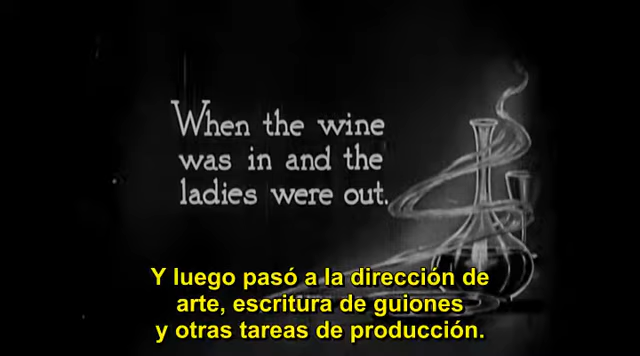 When the wine
was in and the
ladies were out.
Y luego pasó a la dirección de
arte, escritura de guiones
y otras tareas de producción.